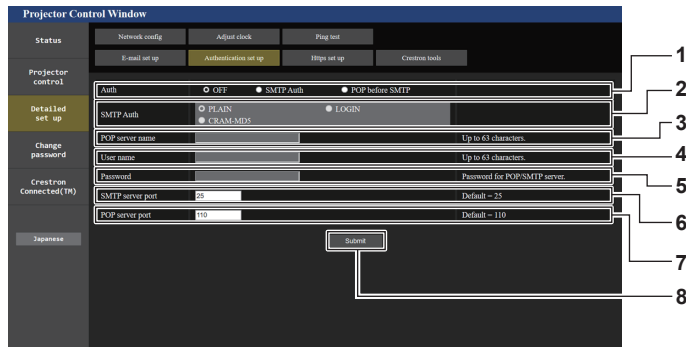 Projector Control Window
Status
Network config
Adjust clock
Ping test
E-mail set up
Authentication set up
Https set up
Crestron tools
Projector
control
Detailed
set up
Change
password
Crestron
Connected(TM)
Japanese
Auth
OFF
SMTP Auth
POP before SMTP
SMTP Auth
PLAIN
LOGIN
CRAM-MD5
POP server name
Up to 63 characters.
User name
Up to 63 characters.
Password
Password for POP/SMTP server.
SMTP server port
25
Default = 25
POP server port
110
Default = 110
Submit
1
2
3
4
5
6
7
8